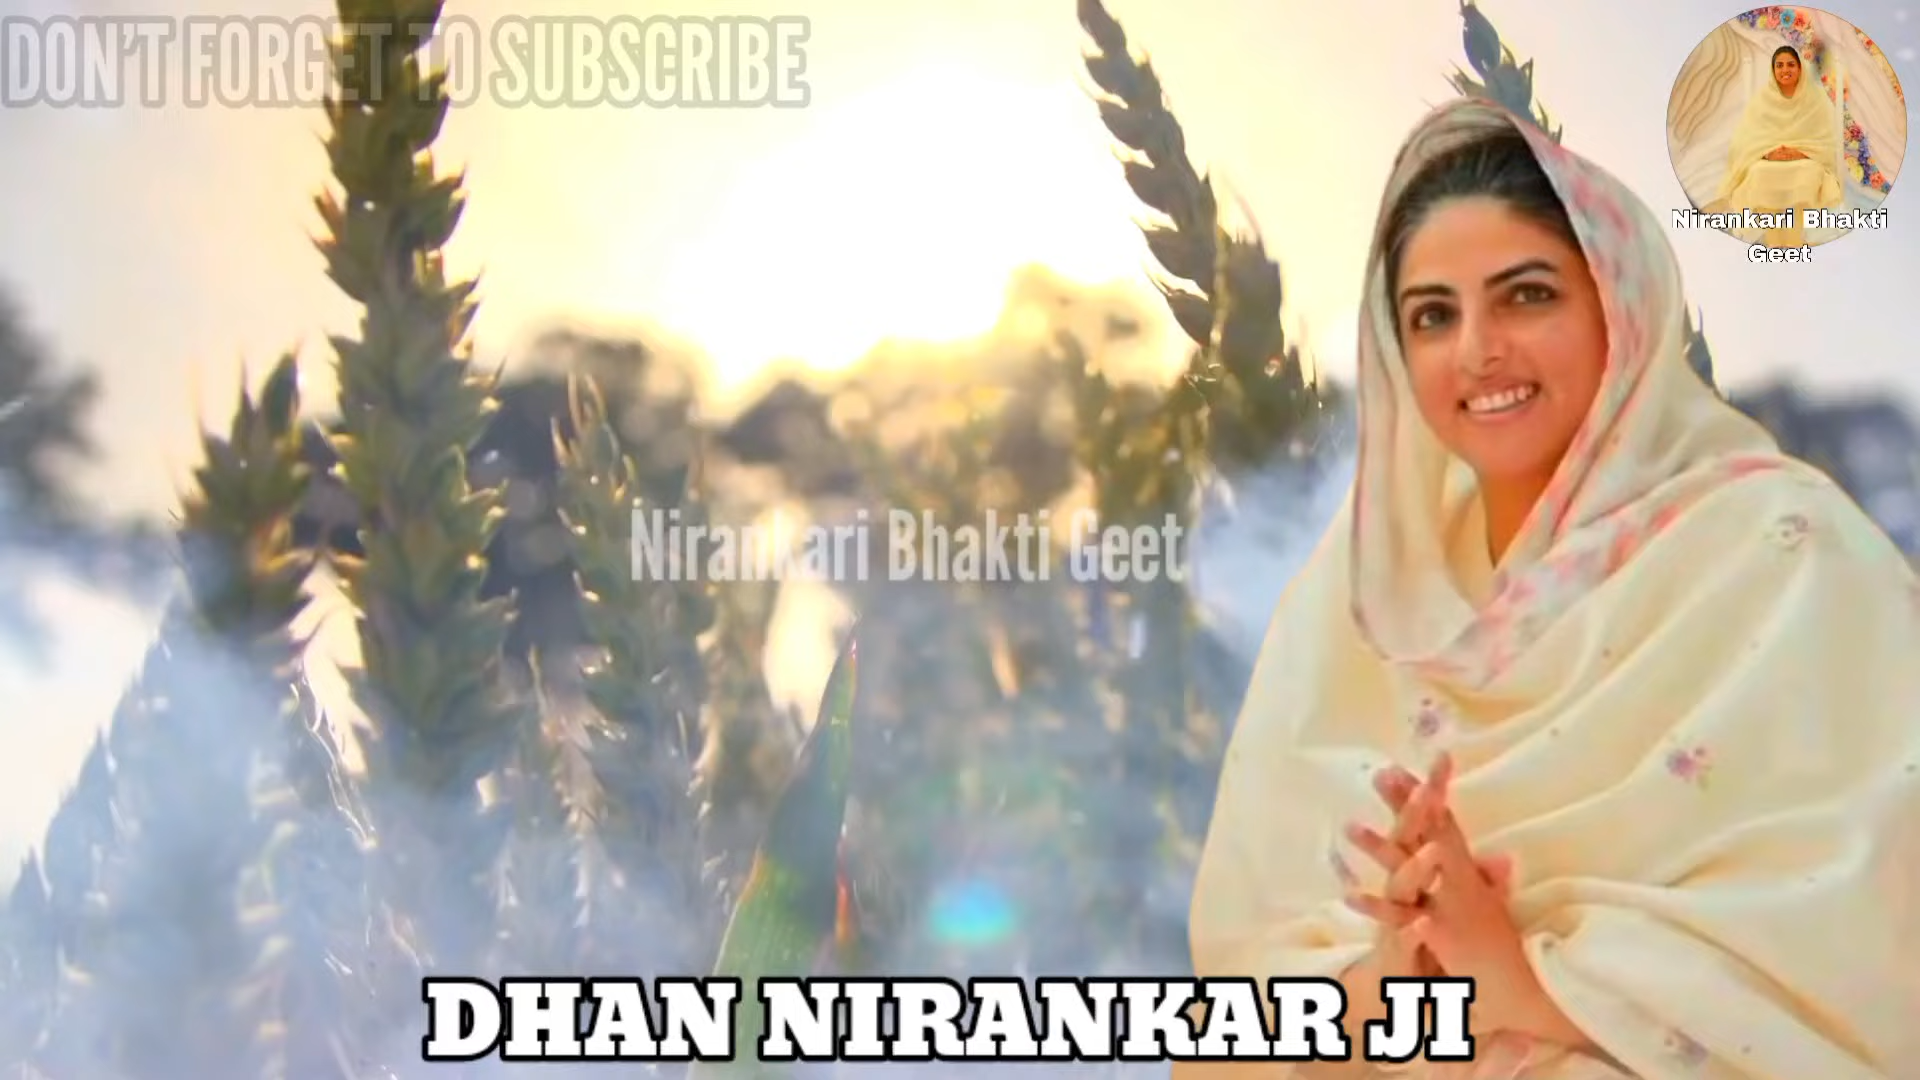 DON'T FORGET TO SUBSCRIBE
Nirankari Bhakti
Geet
Nirankari Bhakti Geet
DHAN NIRANKAR JI